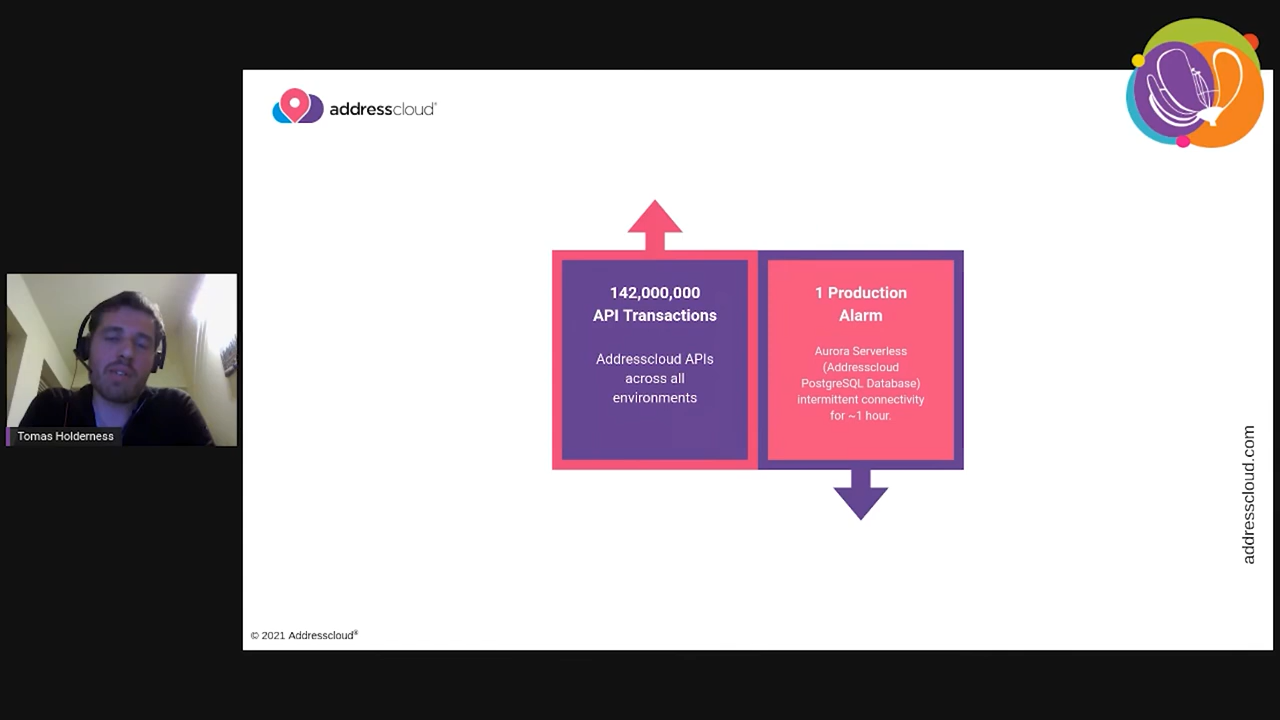 addresscloud®
142,000,000
API Transactions
Addresscloud APIs
across all
environments
1 Production
Alarm
Aurora Serverless
(Addresscloud
PostgreSQL Database)
intermittent connectivity
for ~1 hour.
Tomas Holderness
addresscloud.com
© 2021 Addresscloud®